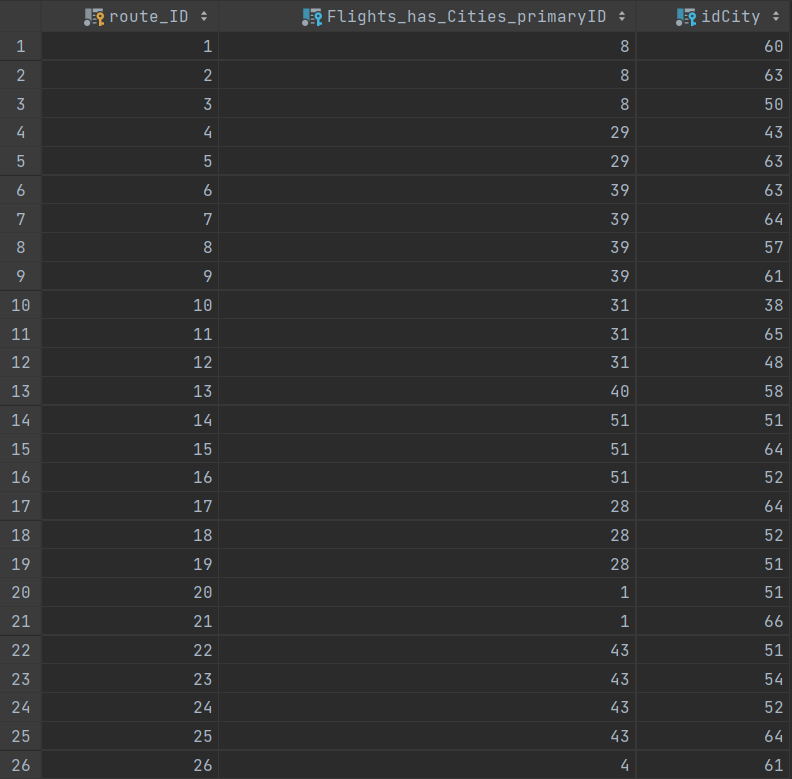 route_ID Flights_has_Cities_primaryID idCity
1 1 8 60
2 2 8 63
3 3 8 50
4 4 29 43
5 5 29 63
6 6 39 63
7 7 39 64
8 8 39 57
9 9 39 61
10 10 31 38
11 11 31 65
12 12 31 48
13 13 40 58
14 14 51 51
15 15 51 64
16 16 51 52
17 17 28 64
18 18 28 52
19 19 28 51
20 20 1 51
21 21 1 66
22 22 43 51
23 23 43 54
24 24 43 52
25 25 43 64
26 26 4 61